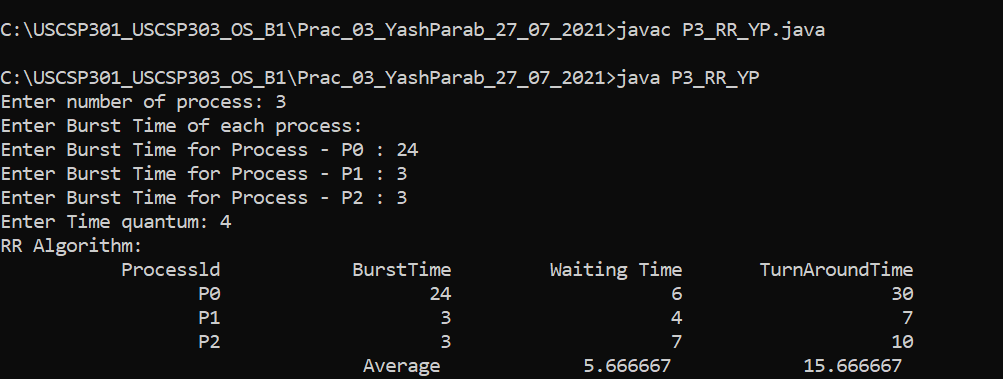 C:\USCSP301_USCSP303_OS_B1\Prac_03_YashParab_27_07_2021>javac P3_RR_YP.java
C:\USCSP301_USCSP303_OS_B1\Prac_03_YashParab_27_07_2021>java P3_RR_YP
Enter number of process: 3
Enter Burst Time of each process:
Enter Burst Time for Process - P0 : 24
Enter Burst Time for Process - P1 : 3
Enter Burst Time for Process - P2 : 3
Enter Time quantum: 4
RR Algorithm:
Processld BurstTime Waiting Time TurnAroundTime
P0 24 6 30
P1 3 4 7
P2 3 7 10
Average 5.666667 15.666667